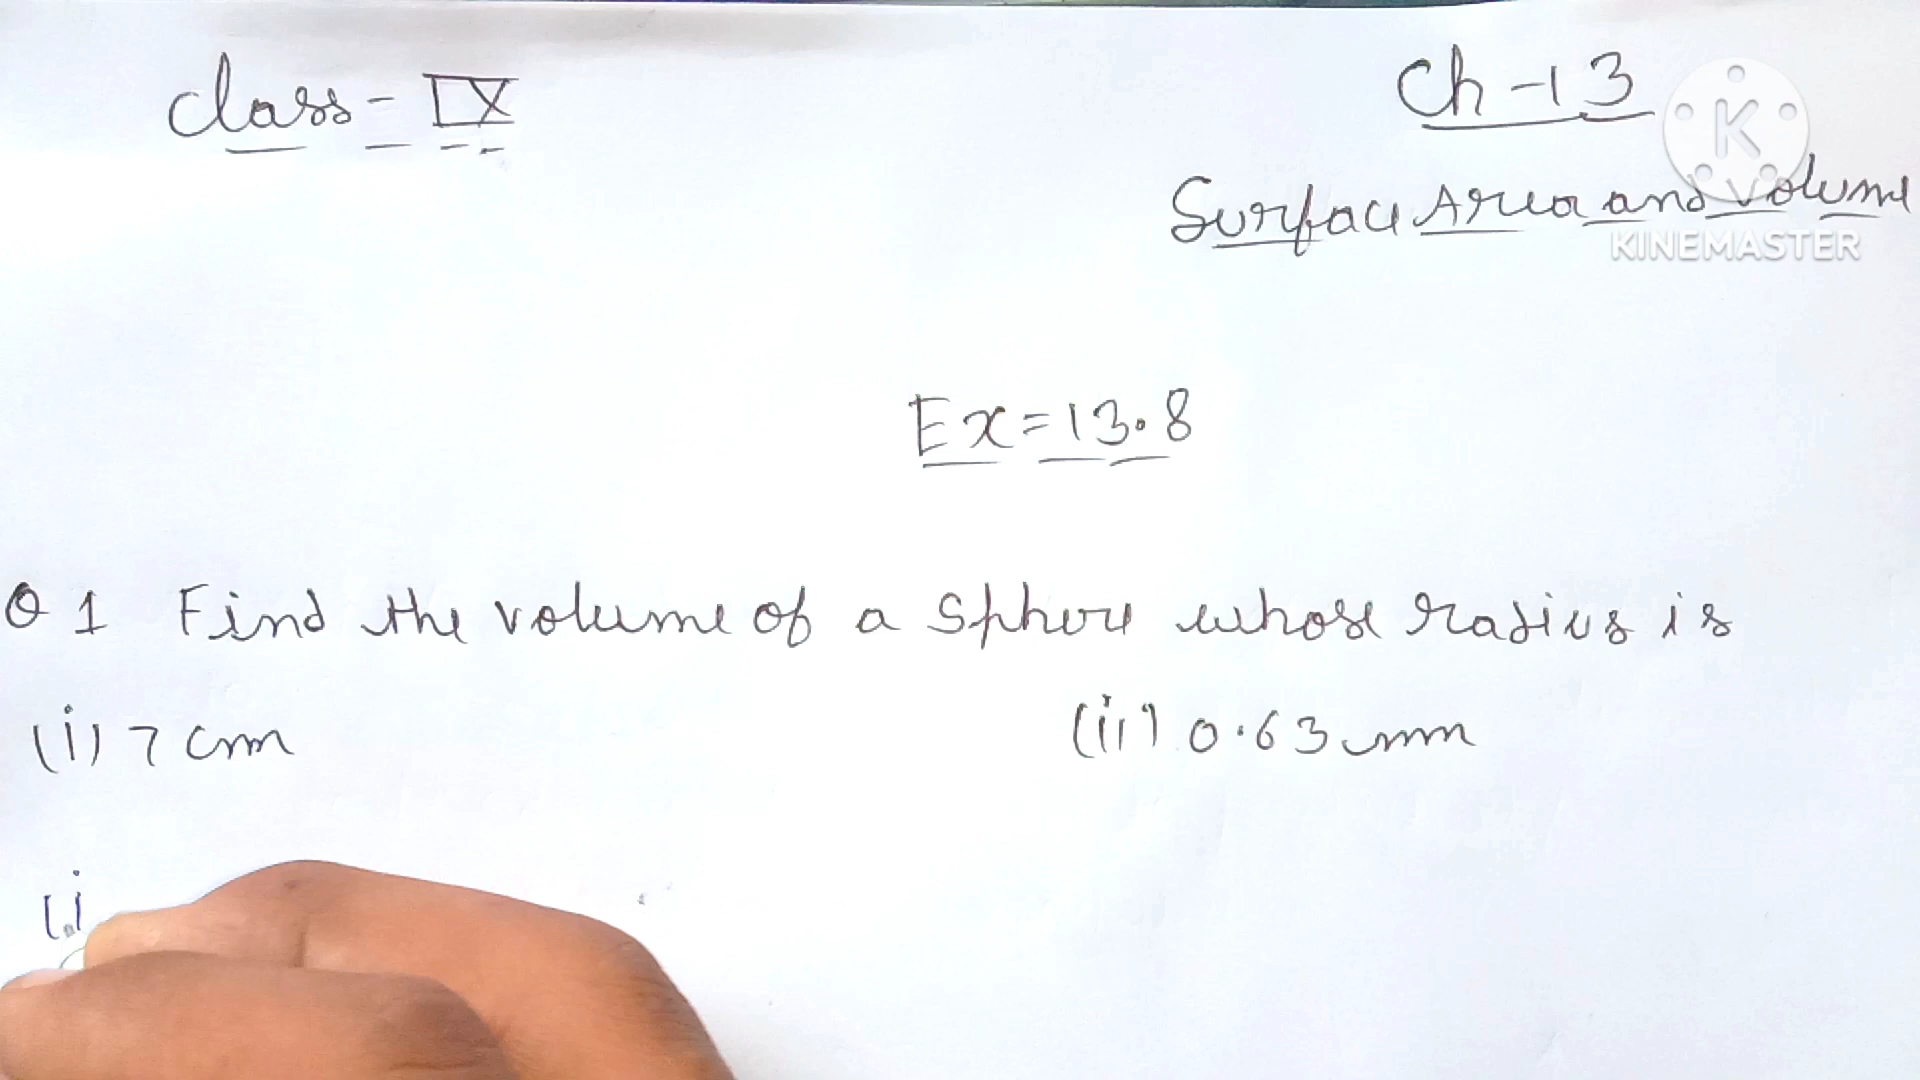 Class - IX
Ch - 13
Surface Area and Volume
KINEMASTER
Ex = 13.8
Q 1 Find the volume of a Sphere whose radius is
(i) 7 cm
(ii) 0.63 mm
(i